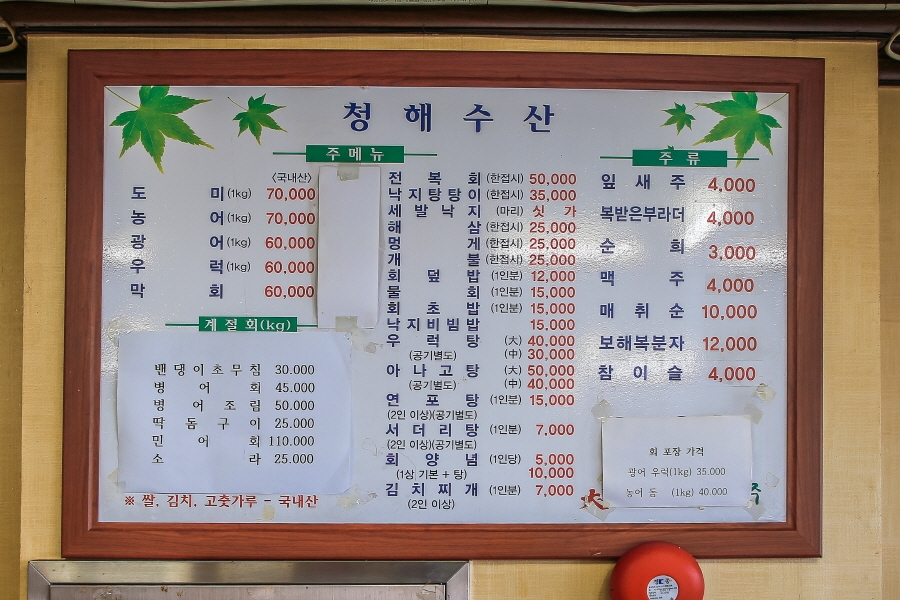 청해수산
주메뉴
〈국내산〉
도미(1kg) 70,000
농어(1kg) 70,000
광어(1kg) 60,000
우럭(1kg) 60,000
막회 60,000
계절회(kg)
밴댕이초무침 30.000
병어회 45.000
병어조림 50.000
딱돔구이 25.000
민어회 110.000
소라 25.000
※ 쌀, 김치, 고춧가루 - 국내산
전복회(한접시) 50,000
낙지탕탕이(한접시) 35,000
세발낙지(마리) 싯가
해삼(한접시) 25,000
멍게(한접시) 25,000
개불(한접시) 25,000
회덮밥(1인분) 12,000
물회(1인분) 15,000
회초밥(1인분) 15,000
낙지비빔밥 15,000
우럭탕(大) 40,000
(공기별도)(中) 30,000
아나고탕(大) 50,000
(공기별도)(中) 40,000
연포탕(1인분) 15,000
(2인 이상)(공기별도)
서더리탕(1인분) 7,000
(2인 이상)(공기별도)
회양념(1인당) 5,000
(1상 기본 + 탕) 10,000
김치찌개(1인분) 7,000
(2인 이상)
주류
잎새주 4,000
복받은부라더 4,000
순희 3,000
맥주 4,000
매취순 10,000
보해복분자 12,000
참이슬 4,000
회 포장 가격
광어 우럭(1kg) 35.000
농어 돔 (1kg) 40.000
大